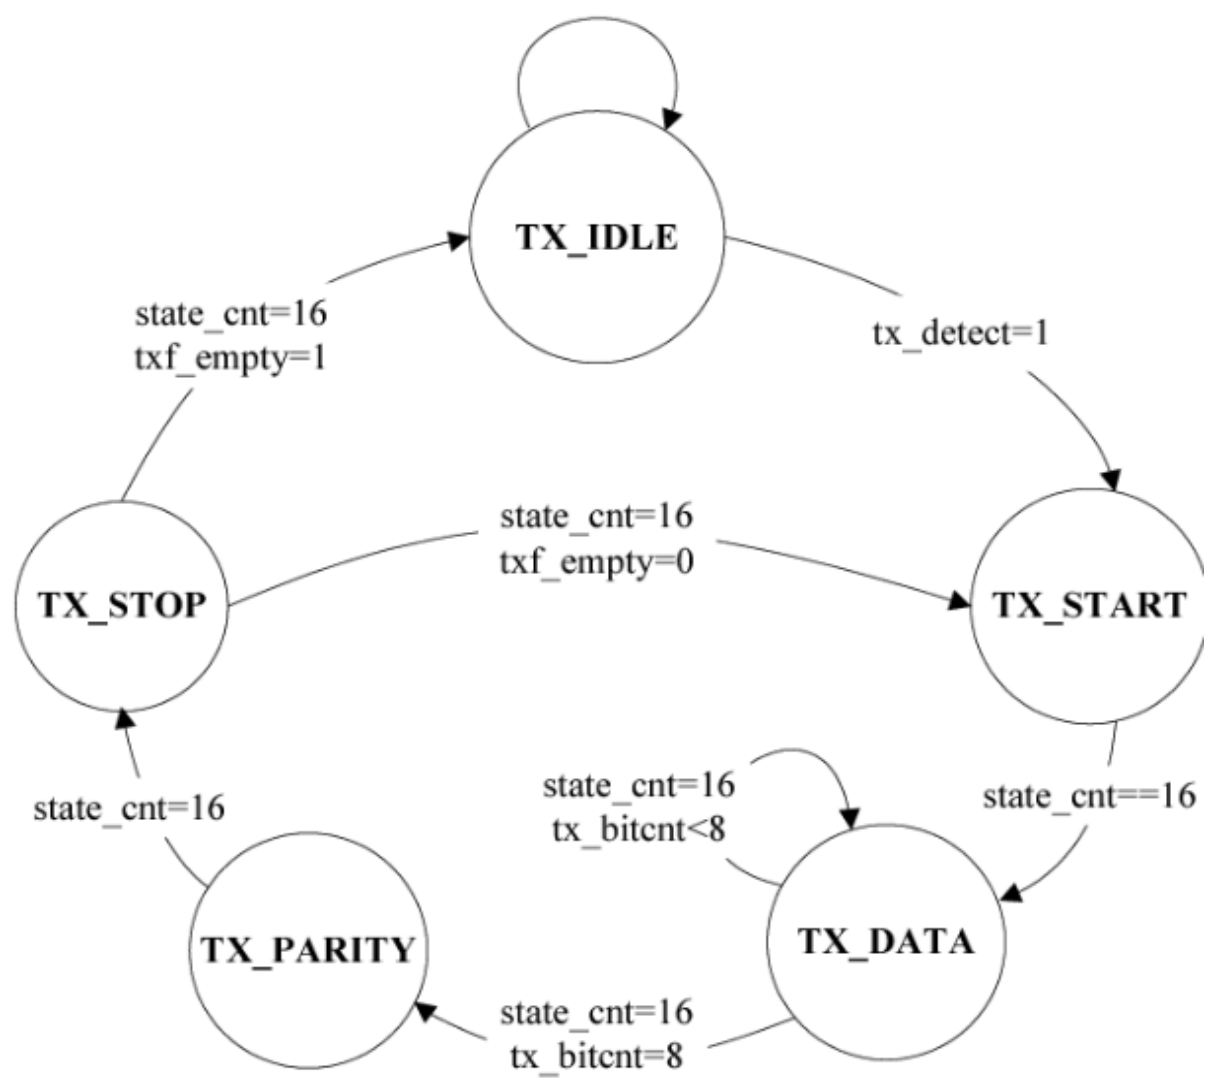 TX_IDLE
state_cnt=16
txf_empty=1
tx_detect=1
state_cnt=16
txf_empty=0
TX_STOP
TX_START
state_cnt=16
tx_bitcnt<8
state_cnt==16
state_cnt=16
TX_PARITY
TX_DATA
state_cnt=16
tx_bitcnt=8